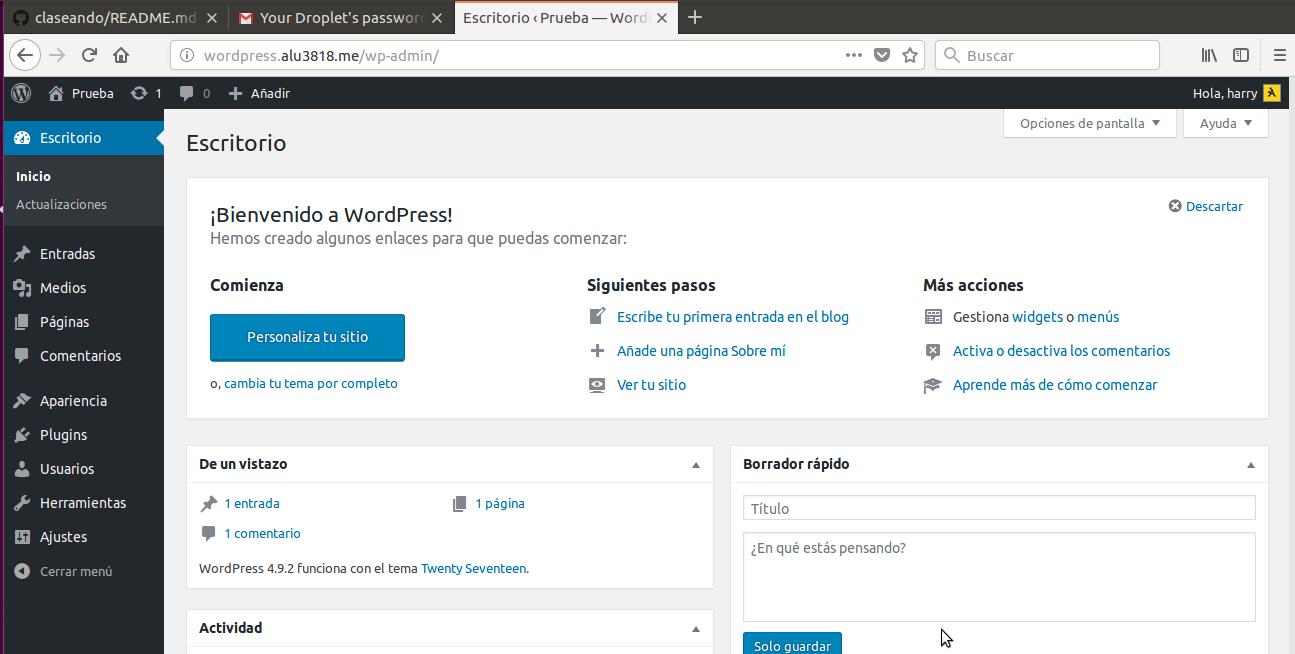 claseando/README.md
Your Droplet's password
Escritorio ‹ Prueba — Word
wordpress.alu3818.me/wp-admin/
Buscar
Prueba
1
0
Añadir
Hola, harry
Escritorio
Inicio
Actualizaciones
Entradas
Medios
Páginas
Comentarios
Apariencia
Plugins
Usuarios
Herramientas
Ajustes
Cerrar menú
Opciones de pantalla
Ayuda
Escritorio
¡Bienvenido a WordPress!
Descartar
Hemos creado algunos enlaces para que puedas comenzar:
Comienza
Personaliza tu sitio
o, cambia tu tema por completo
Siguientes pasos
Escribe tu primera entrada en el blog
Añade una página Sobre mí
Ver tu sitio
Más acciones
Gestiona widgets o menús
Activa o desactiva los comentarios
Aprende más de cómo comenzar
De un vistazo
1 entrada
1 página
1 comentario
WordPress 4.9.2 funciona con el tema Twenty Seventeen.
Actividad
Borrador rápido
Título
¿En qué estás pensando?
Solo guardar